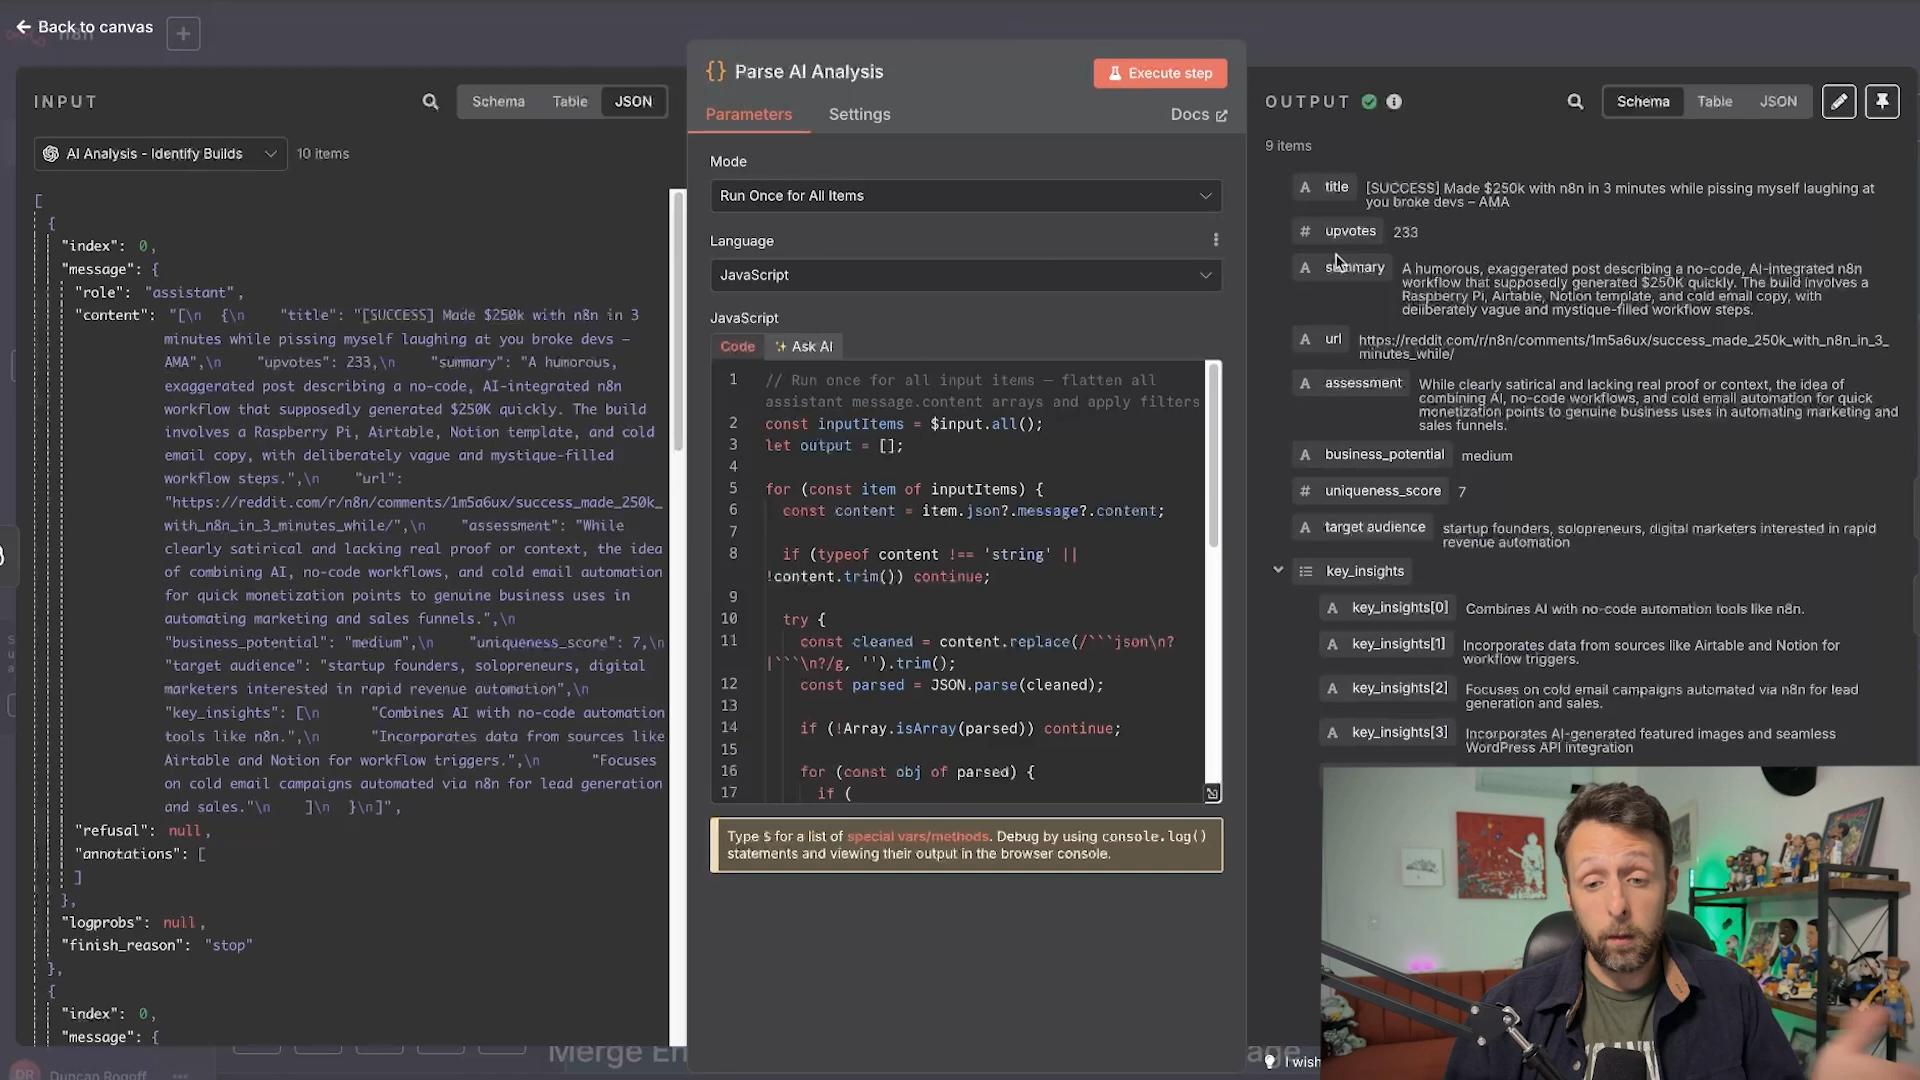 Back to canvas
n8n
INPUT
Schema
Table
JSON
AI Analysis - Identify Builds
10 items
[
{
"index": 0,
"message": {
"role": "assistant",
"content": "[\n  {\n    "title": "[SUCCESS] Made $250k with n8n in 3
minutes while pissing myself laughing at you broke devs –
AMA",\n    "upvotes": 233,\n    "summary": "A humorous,
exaggerated post describing a no-code, AI-integrated n8n
workflow that supposedly generated $250K quickly. The build
involves a Raspberry Pi, Airtable, Notion template, and cold
email copy, with deliberately vague and mystique-filled
workflow steps.",\n    "url":
"https://reddit.com/r/n8n/comments/1m5a6ux/success_made_250k_
with_n8n_in_3_minutes_while/",\n    "assessment": "While
clearly satirical and lacking real proof or context, the idea
of combining AI, no-code workflows, and cold email automation
for quick monetization points to genuine business uses in
automating marketing and sales funnels.",\n
"business_potential": "medium",\n    "uniqueness_score": 7,\n
"target audience": "startup founders, solopreneurs, digital
marketers interested in rapid revenue automation",\n
"key_insights": [\n      "Combines AI with no-code automation
tools like n8n.",\n      "Incorporates data from sources like
Airtable and Notion for workflow triggers.",\n      "Focuses
on cold email campaigns automated via n8n for lead generation
and sales."\n    ]\n  }\n]",
"refusal": null,
"annotations": [
]
},
"logprobs": null,
"finish_reason": "stop"
},
{
"index": 0,
"message": {
Parse AI Analysis
Execute step
Parameters
Settings
Docs
Mode
Run Once for All Items
Language
JavaScript
JavaScript
Code
Ask AI
1 // Run once for all input items – flatten all
assistant message.content arrays and apply filters
2 const inputItems = $input.all();
3 let output = [];
4
5 for (const item of inputItems) {
6 const content = item.json?.message?.content;
7
8 if (typeof content !== 'string' ||
!content.trim()) continue;
9
10 try {
11 const cleaned = content.replace(/```json\n?
|```\n?/g, '').trim();
12 const parsed = JSON.parse(cleaned);
13
14 if (!Array.isArray(parsed)) continue;
15
16 for (const obj of parsed) {
17 if (
Type $ for a list of special vars/methods. Debug by using console.log()
statements and viewing their output in the browser console.
OUTPUT
Schema
Table
JSON
9 items
A title [SUCCESS] Made $250k with n8n in 3 minutes while pissing myself laughing at
you broke devs – AMA
# upvotes 233
A summary A humorous, exaggerated post describing a no-code, AI-integrated n8n
workflow that supposedly generated $250K quickly. The build involves a
Raspberry Pi, Airtable, Notion template, and cold email copy, with
deliberately vague and mystique-filled workflow steps.
A url https://reddit.com/r/n8n/comments/1m5a6ux/success_made_250k_with_n8n_in_3_
minutes_while/
A assessment While clearly satirical and lacking real proof or context, the idea of
combining AI, no-code workflows, and cold email automation for quick
monetization points to genuine business uses in automating marketing and
sales funnels.
A business_potential medium
# uniqueness_score 7
A target audience startup founders, solopreneurs, digital marketers interested in rapid
revenue automation
key_insights
A key_insights[0] Combines AI with no-code automation tools like n8n.
A key_insights[1] Incorporates data from sources like Airtable and Notion for
workflow triggers.
A key_insights[2] Focuses on cold email campaigns automated via n8n for lead
generation and sales.
A key_insights[3] Incorporates AI-generated featured images and seamless
WordPress API integration
I wish
DR Duncan Rogoff